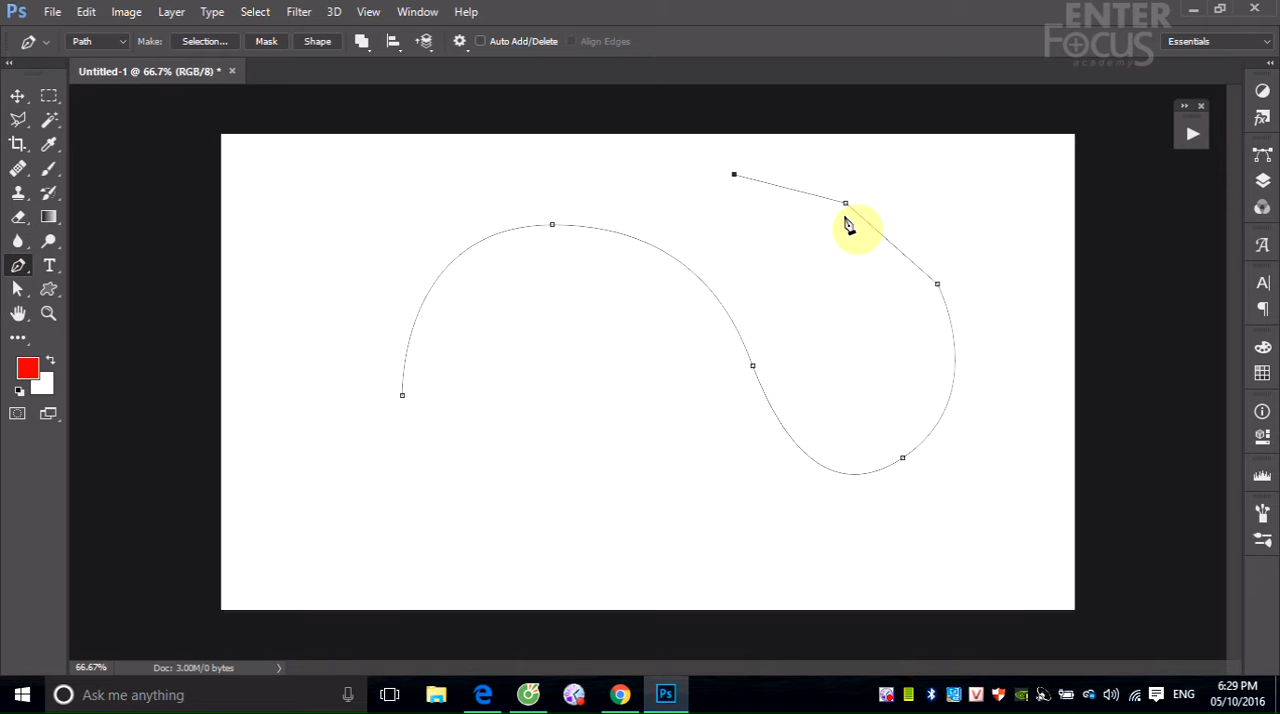 Ps File Edit Image Layer Type Select Filter 3D View Window Help
ENTER FOCUS academy
Path Make: Selection... Mask Shape Auto Add/Delete Align Edges Essentials
Untitled-1 @ 66.7% (RGB/8) * ×
T
A
A
66.67% Doc: 3.00M/0 bytes
Ask me anything
Ps
ENG
6:29 PM
05/10/2016